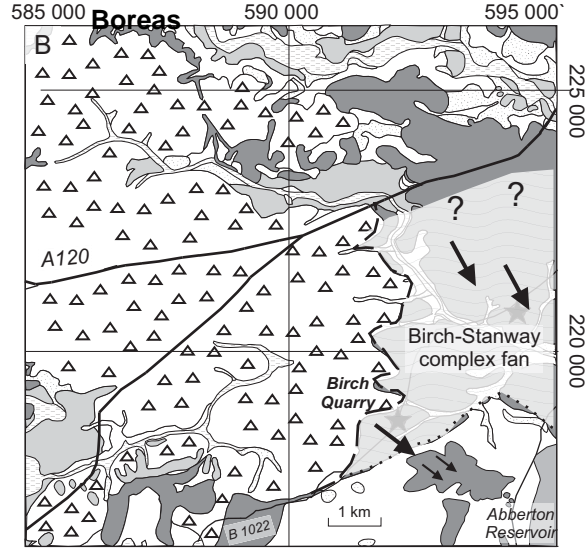 585 000 Boreas 590 000 595 000`
B
225 000
? ?
A120
Birch-Stanway
complex fan
220 000
Birch
Quarry
1 km
B 1022
Abberton
Reservoir